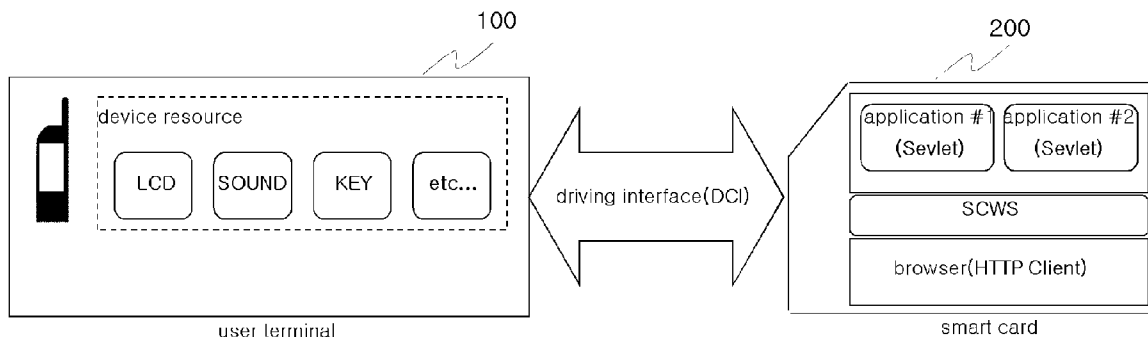 100
200
device resource
LCD
SOUND
KEY
etc...
driving interface(DCI)
application #1
(Sevlet)
application #2
(Sevlet)
SCWS
browser(HTTP Client)
user terminal
smart card